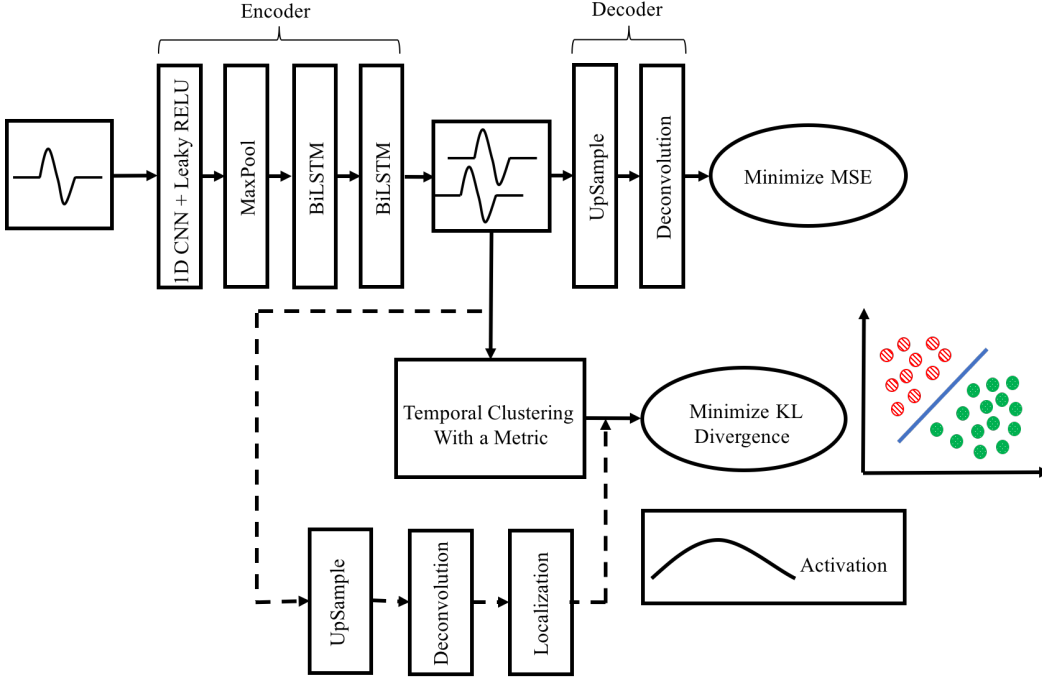 Encoder
Decoder
1D CNN + Leaky RELU
MaxPool
BiLSTM
BiLSTM
UpSample
Deconvolution
Minimize MSE
Temporal Clustering
With a Metric
Minimize KL
Divergence
UpSample
Deconvolution
Localization
Activation